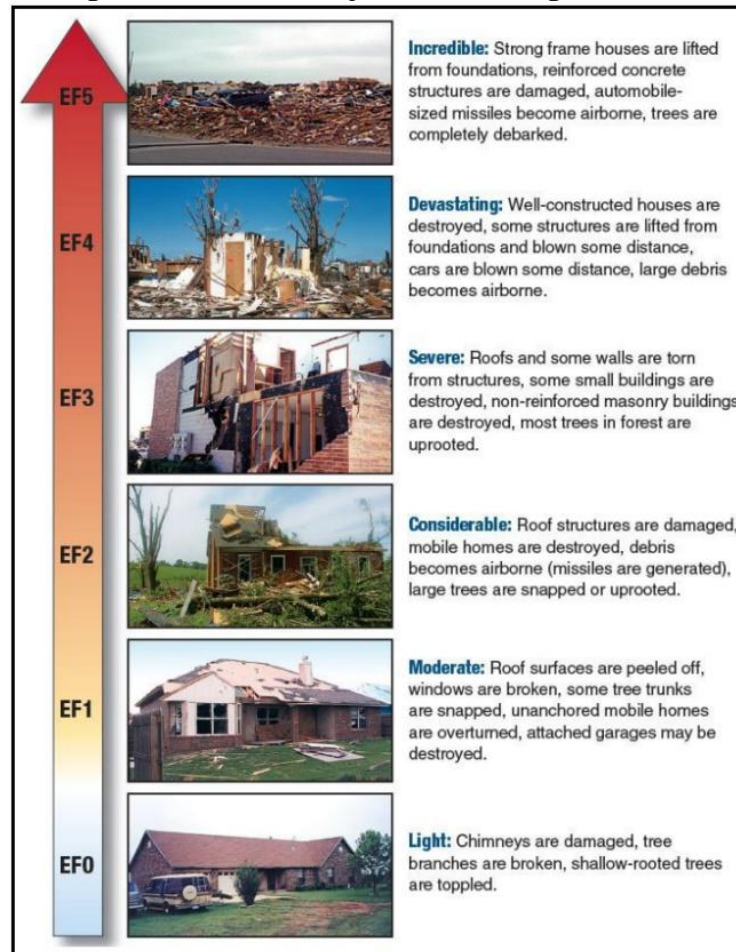 EF5
Incredible: Strong frame houses are lifted
from foundations, reinforced concrete
structures are damaged, automobile-
sized missiles become airborne, trees are
completely debarked.
EF4
Devastating: Well-constructed houses are
destroyed, some structures are lifted from
foundations and blown some distance,
cars are blown some distance, large debris
becomes airborne.
EF3
Severe: Roofs and some walls are torn
from structures, some small buildings are
destroyed, non-reinforced masonry buildings
are destroyed, most trees in forest are
uprooted.
EF2
Considerable: Roof structures are damaged,
mobile homes are destroyed, debris
becomes airborne (missiles are generated),
large trees are snapped or uprooted.
EF1
Moderate: Roof surfaces are peeled off,
windows are broken, some tree trunks
are snapped, unanchored mobile homes
are overturned, attached garages may be
destroyed.
EF0
Light: Chimneys are damaged, tree
branches are broken, shallow-rooted trees
are toppled.